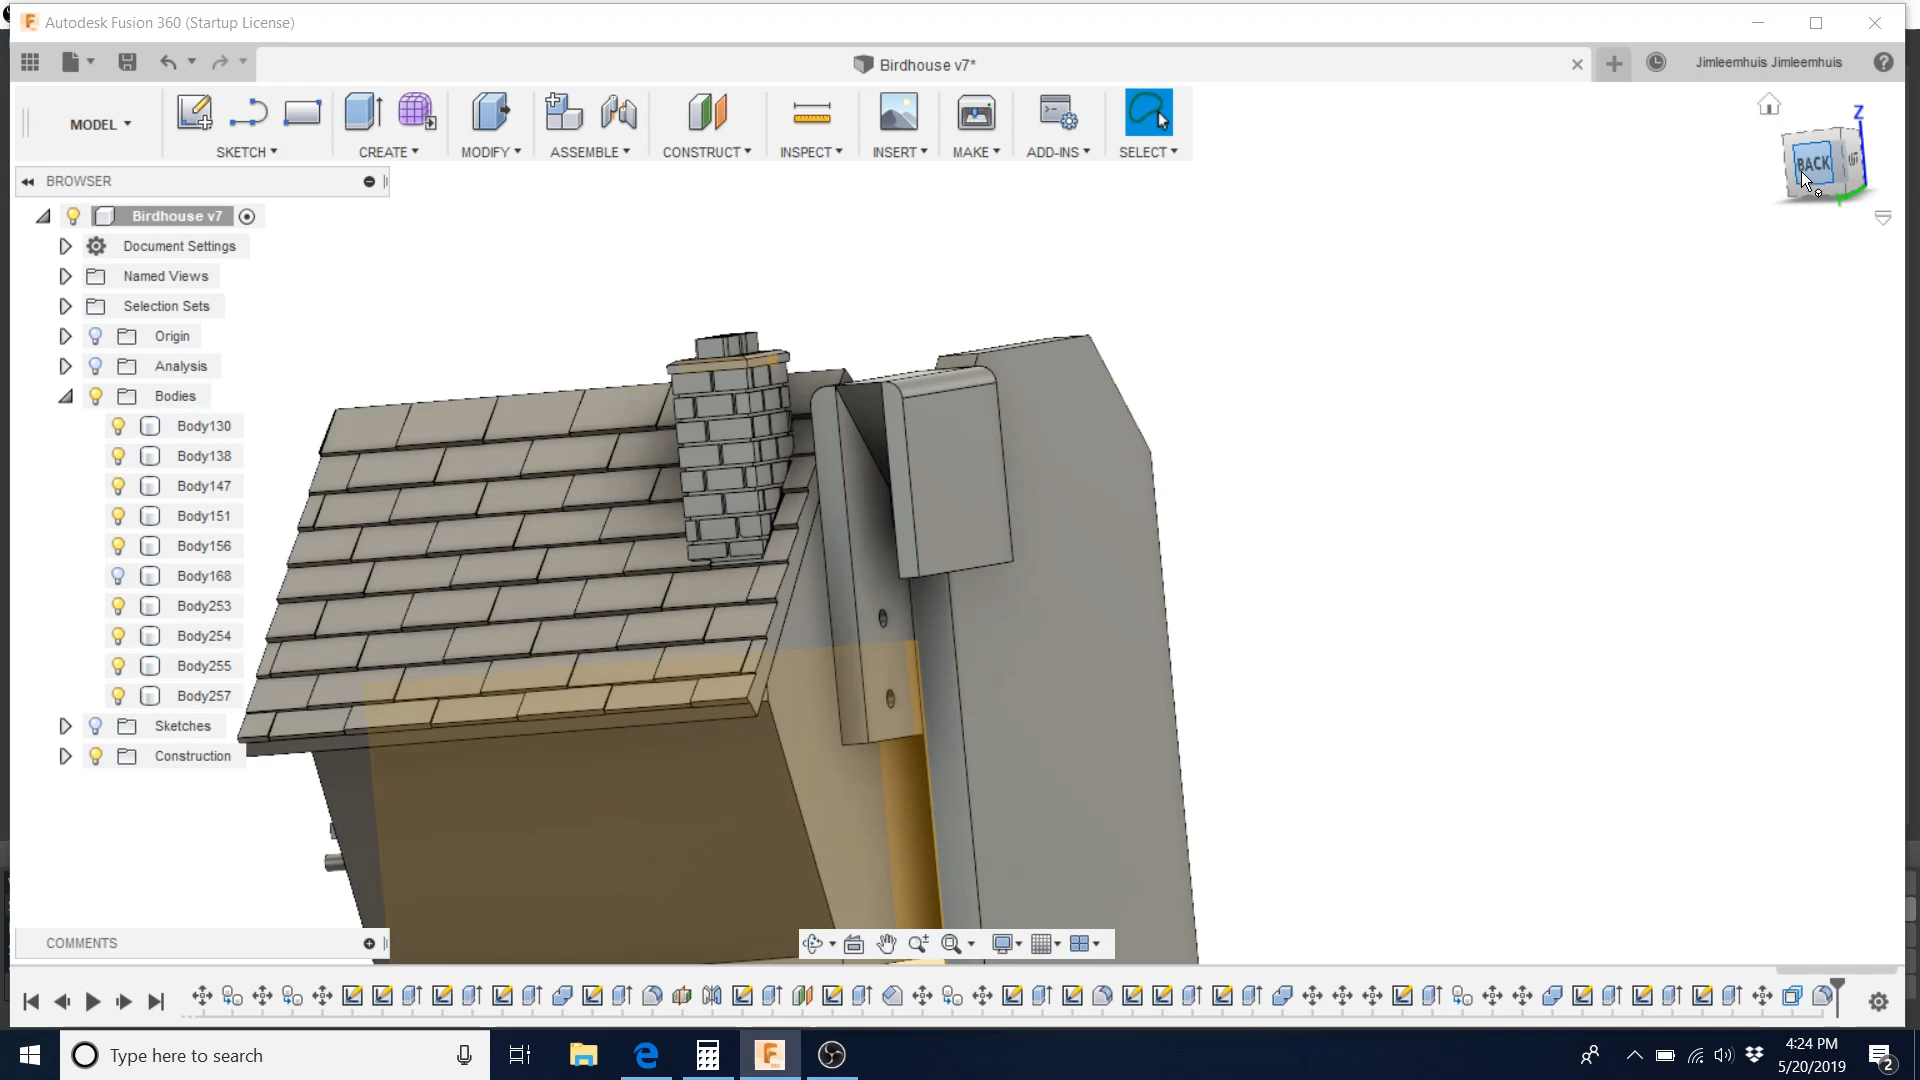 Autodesk Fusion 360 (Startup License)
Birdhouse v7*
Jimleemhuis Jimleemhuis
MODEL
SKETCH
CREATE
MODIFY
ASSEMBLE
CONSTRUCT
INSPECT
INSERT
MAKE
ADD-INS
SELECT
Z
BACK
BROWSER
Birdhouse v7
Document Settings
Named Views
Selection Sets
Origin
Analysis
Bodies
Body130
Body138
Body147
Body151
Body156
Body168
Body253
Body254
Body255
Body257
Sketches
Construction
COMMENTS
Type here to search
4:24 PM
5/20/2019
2